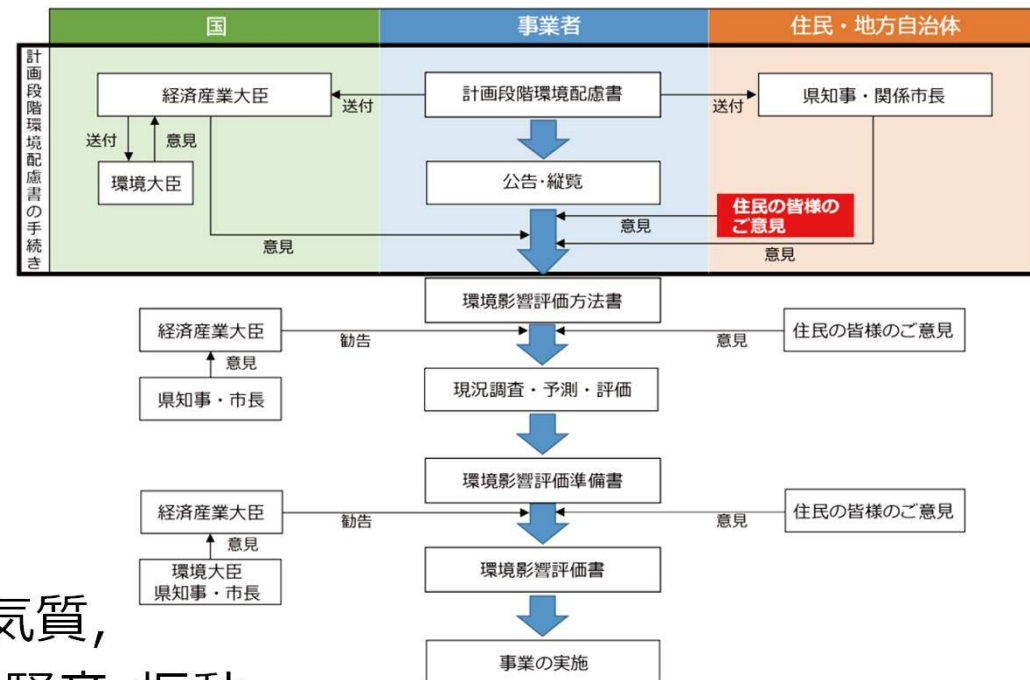 国
事業者
住民・地方自治体
計画段階環境配慮書の手続き
経済産業大臣
送付
計画段階環境配慮書
送付
県知事・関係市長
送付
意見
環境大臣
公告・縦覧
住民の皆様の
ご意見
意見
意見
意見
環境影響評価方法書
経済産業大臣
勧告
意見
住民の皆様のご意見
意見
県知事・市長
現況調査・予測・評価
環境影響評価準備書
経済産業大臣
勧告
意見
住民の皆様のご意見
意見
環境大臣
県知事・市長
環境影響評価書
気質,
事業の実施